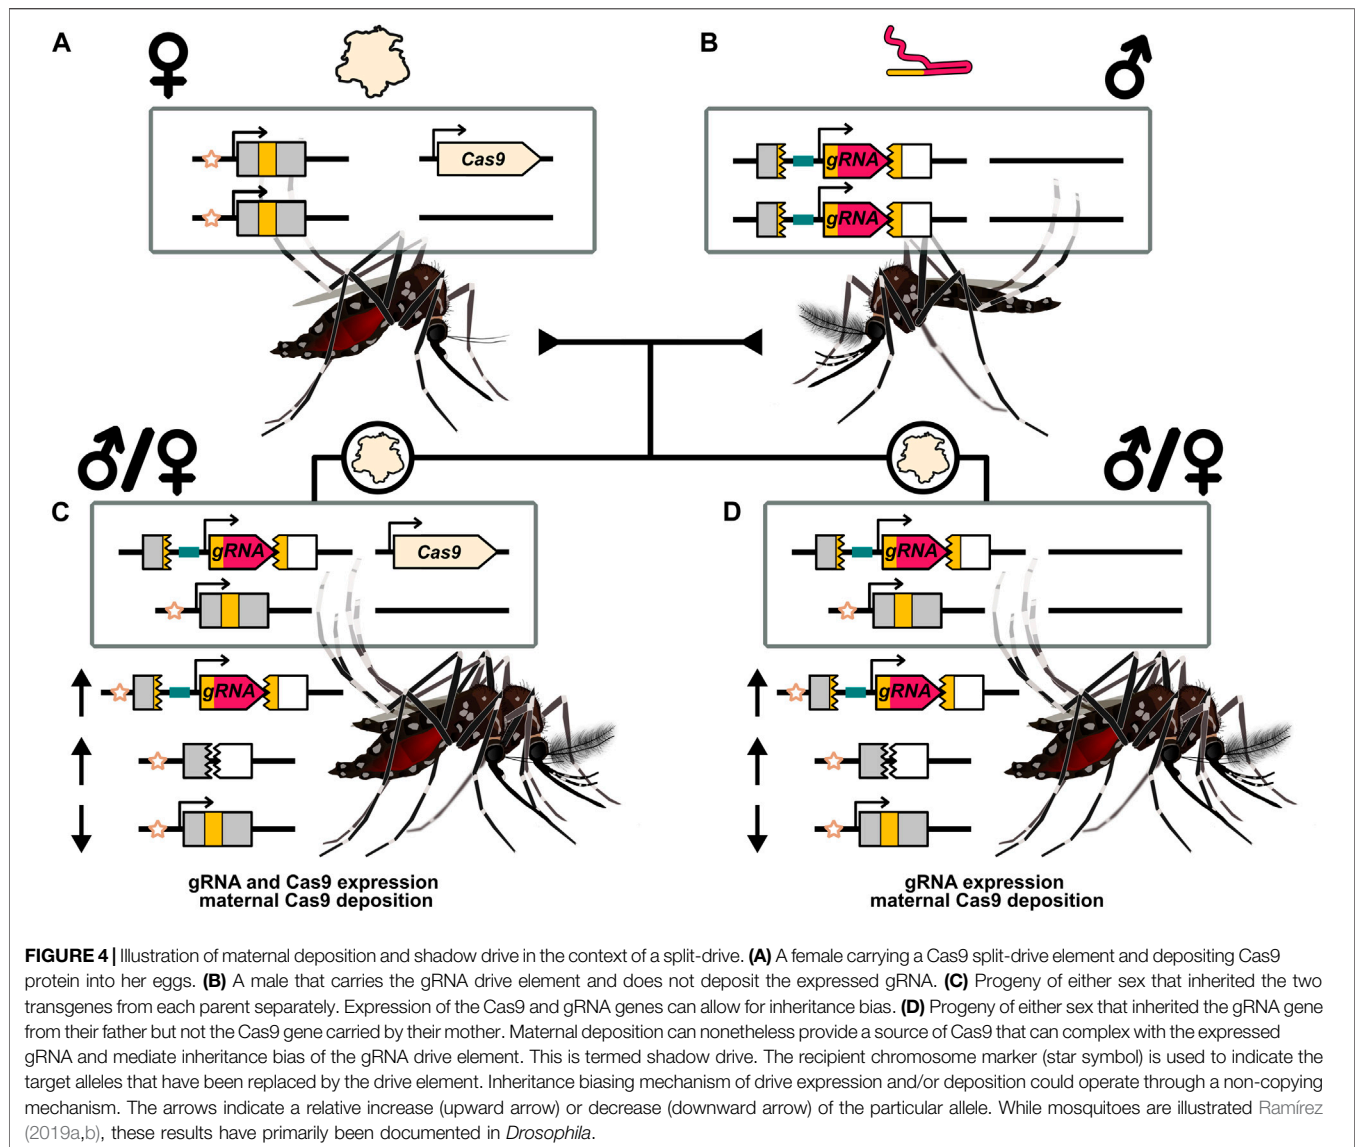 A
B
Cas9
gRNA
gRNA
C
D
gRNA
Cas9
gRNA
gRNA
gRNA
gRNA and Cas9 expression
maternal Cas9 deposition
gRNA expression
maternal Cas9 deposition
FIGURE 4 | Illustration of maternal deposition and shadow drive in the context of a split-drive. (A) A female carrying a Cas9 split-drive element and depositing Cas9
protein into her eggs. (B) A male that carries the gRNA drive element and does not deposit the expressed gRNA. (C) Progeny of either sex that inherited the two
transgenes from each parent separately. Expression of the Cas9 and gRNA genes can allow for inheritance bias. (D) Progeny of either sex that inherited the gRNA gene
from their father but not the Cas9 gene carried by their mother. Maternal deposition can nonetheless provide a source of Cas9 that can complex with the expressed
gRNA and mediate inheritance bias of the gRNA drive element. This is termed shadow drive. The recipient chromosome marker (star symbol) is used to indicate the
target alleles that have been replaced by the drive element. Inheritance biasing mechanism of drive expression and/or deposition could operate through a non-copying
mechanism. The arrows indicate a relative increase (upward arrow) or decrease (downward arrow) of the particular allele. While mosquitoes are illustrated Ramírez
(2019a,b), these results have primarily been documented in Drosophila.